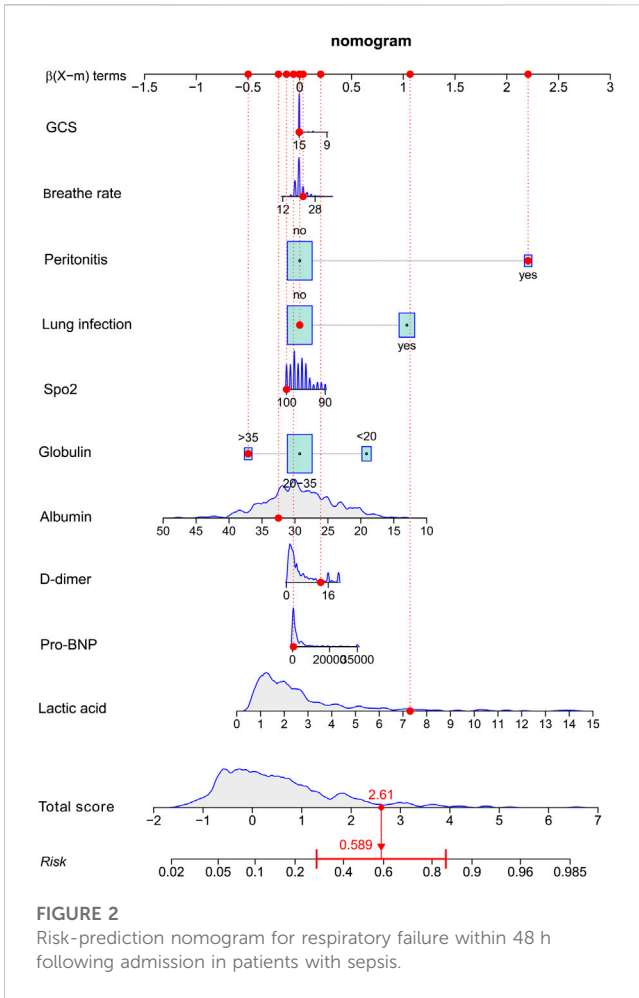 nomogram
β(X−m) terms
−1.5 −1 −0.5 0 0.5 1 1.5 2 2.5 3
GCS
15 9
Breathe rate
12 28
no
Peritonitis
yes
no
Lung infection
yes
Spo2
100 90
>35 <20
Globulin
20−35
Albumin
50 45 40 35 30 25 20 15 10
D-dimer
0 16
Pro-BNP
0 20000 35000
Lactic acid
0 1 2 3 4 5 6 7 8 9 10 11 12 13 14 15
2.61
Total score
−2 −1 0 1 2 3 4 5 6 7
0.589
Risk
0.02 0.05 0.1 0.2 0.4 0.6 0.8 0.9 0.96 0.985
FIGURE 2
Risk-prediction nomogram for respiratory failure within 48 h
following admission in patients with sepsis.